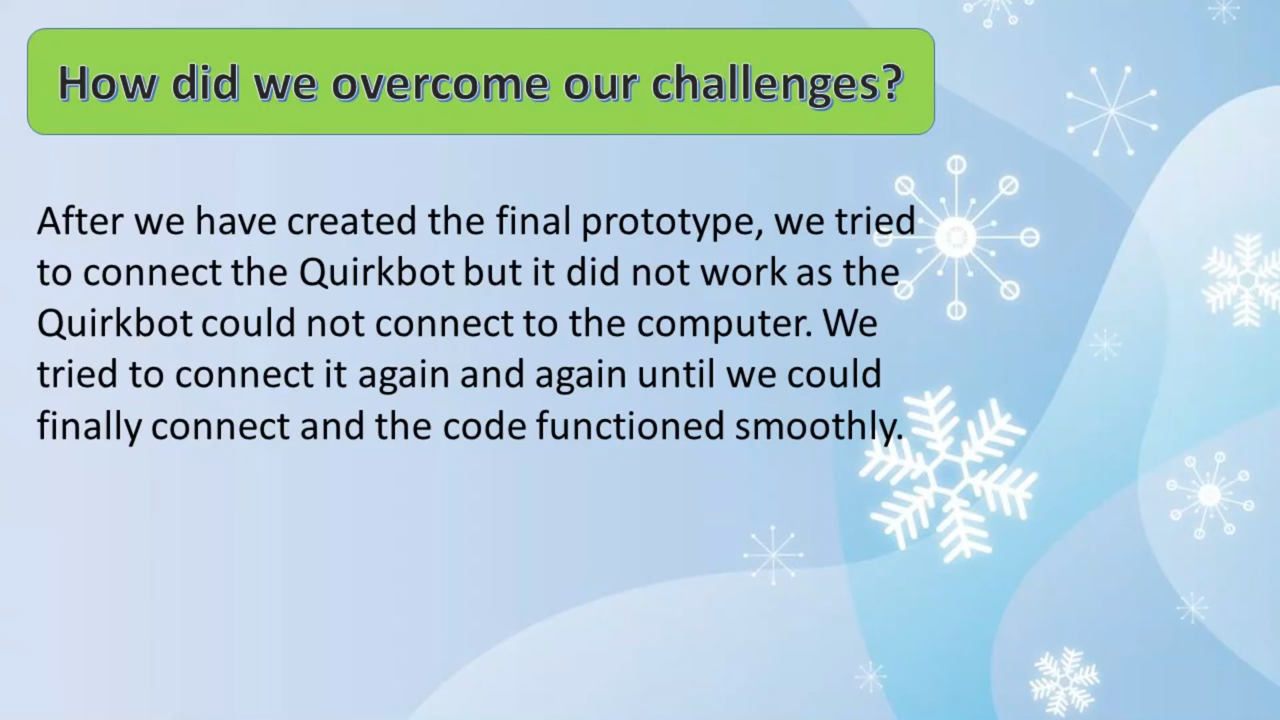 How did we overcome our challenges?
After we have created the final prototype, we tried
to connect the Quirkbot but it did not work as the
Quirkbot could not connect to the computer. We
tried to connect it again and again until we could
finally connect and the code functioned smoothly.